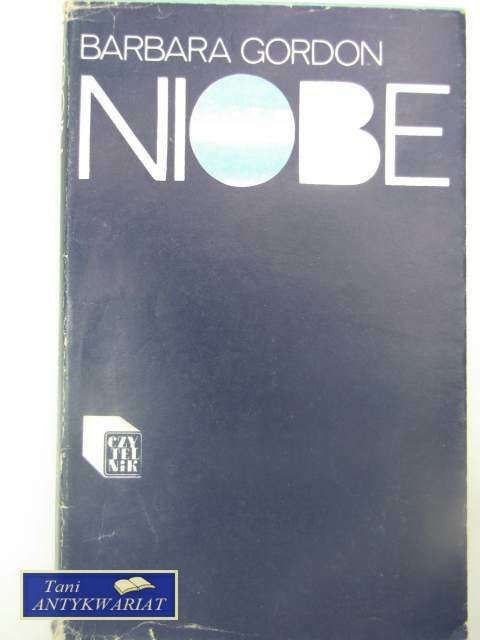 BARBARA GORDON
NIOBE
CZY
TEL
NiK
Tani
ANTYKWARIAT